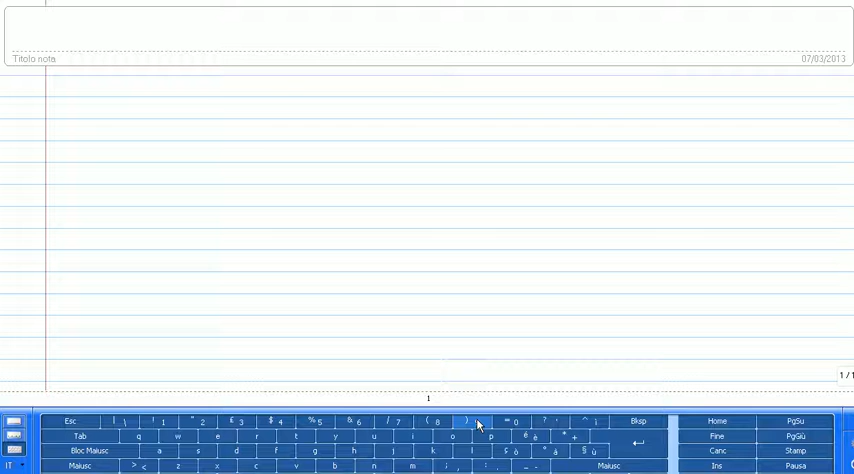 Titolo nota
07/03/2013
1 / 1
1
Esc | \ ! 1 " 2 £ 3 $ 4 % 5 & 6 / 7 ( 8 ) = 0 ? ' ^ ì Bksp Home PgSu
Tab q w e r t y u i o p é è * + Fine PgGiù
Bloc Maiusc a s d f g h j k l ç ò ° à § ù Canc Stamp
IT Maiusc > < z x c v b n m ; , : . _ - Maiusc Ins Pausa